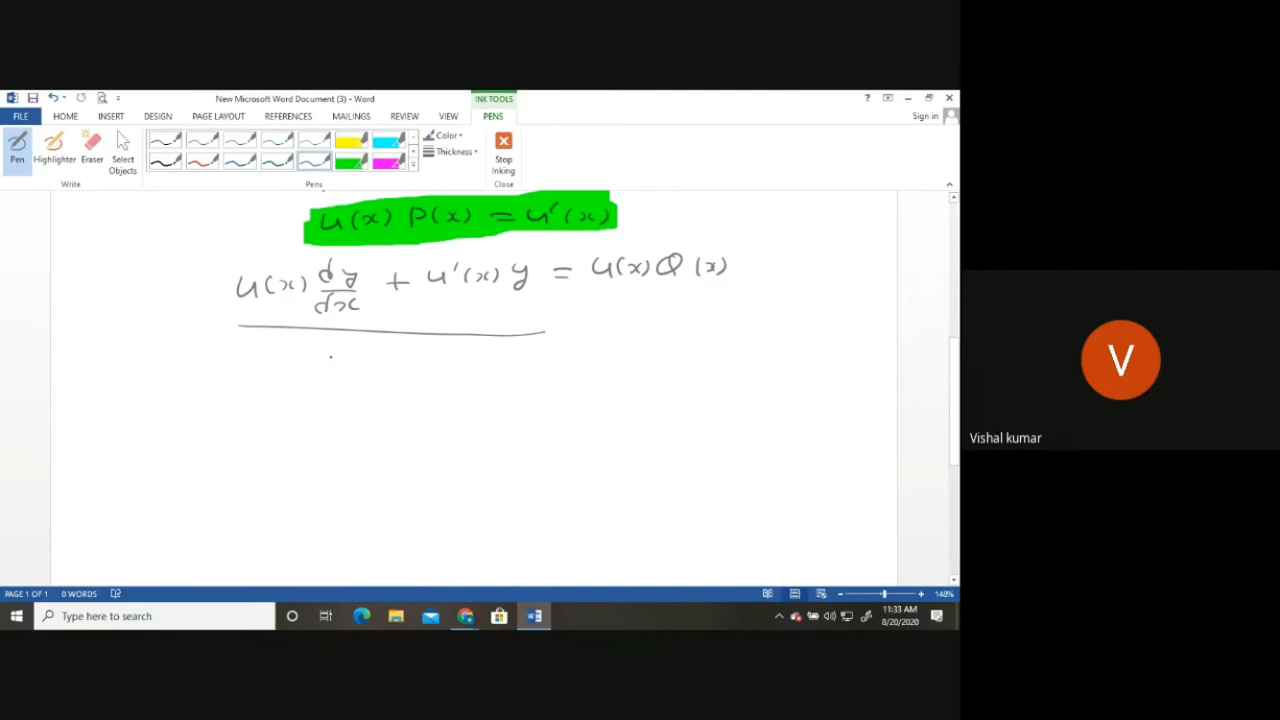 New Microsoft Word Document (3) - Word
INK TOOLS
?
Sign in
FILE HOME INSERT DESIGN PAGE LAYOUT REFERENCES MAILINGS REVIEW VIEW PENS
Pen Highlighter Eraser Select Objects
Color
Thickness
Stop Inking
Write Pens Close
u(x) P(x) = u'(x)
u(x) dy/dx + u'(x) y = u(x) Q(x)
V
Vishal kumar
PAGE 1 OF 1 0 WORDS 148%
Type here to search
11:33 AM
8/20/2020